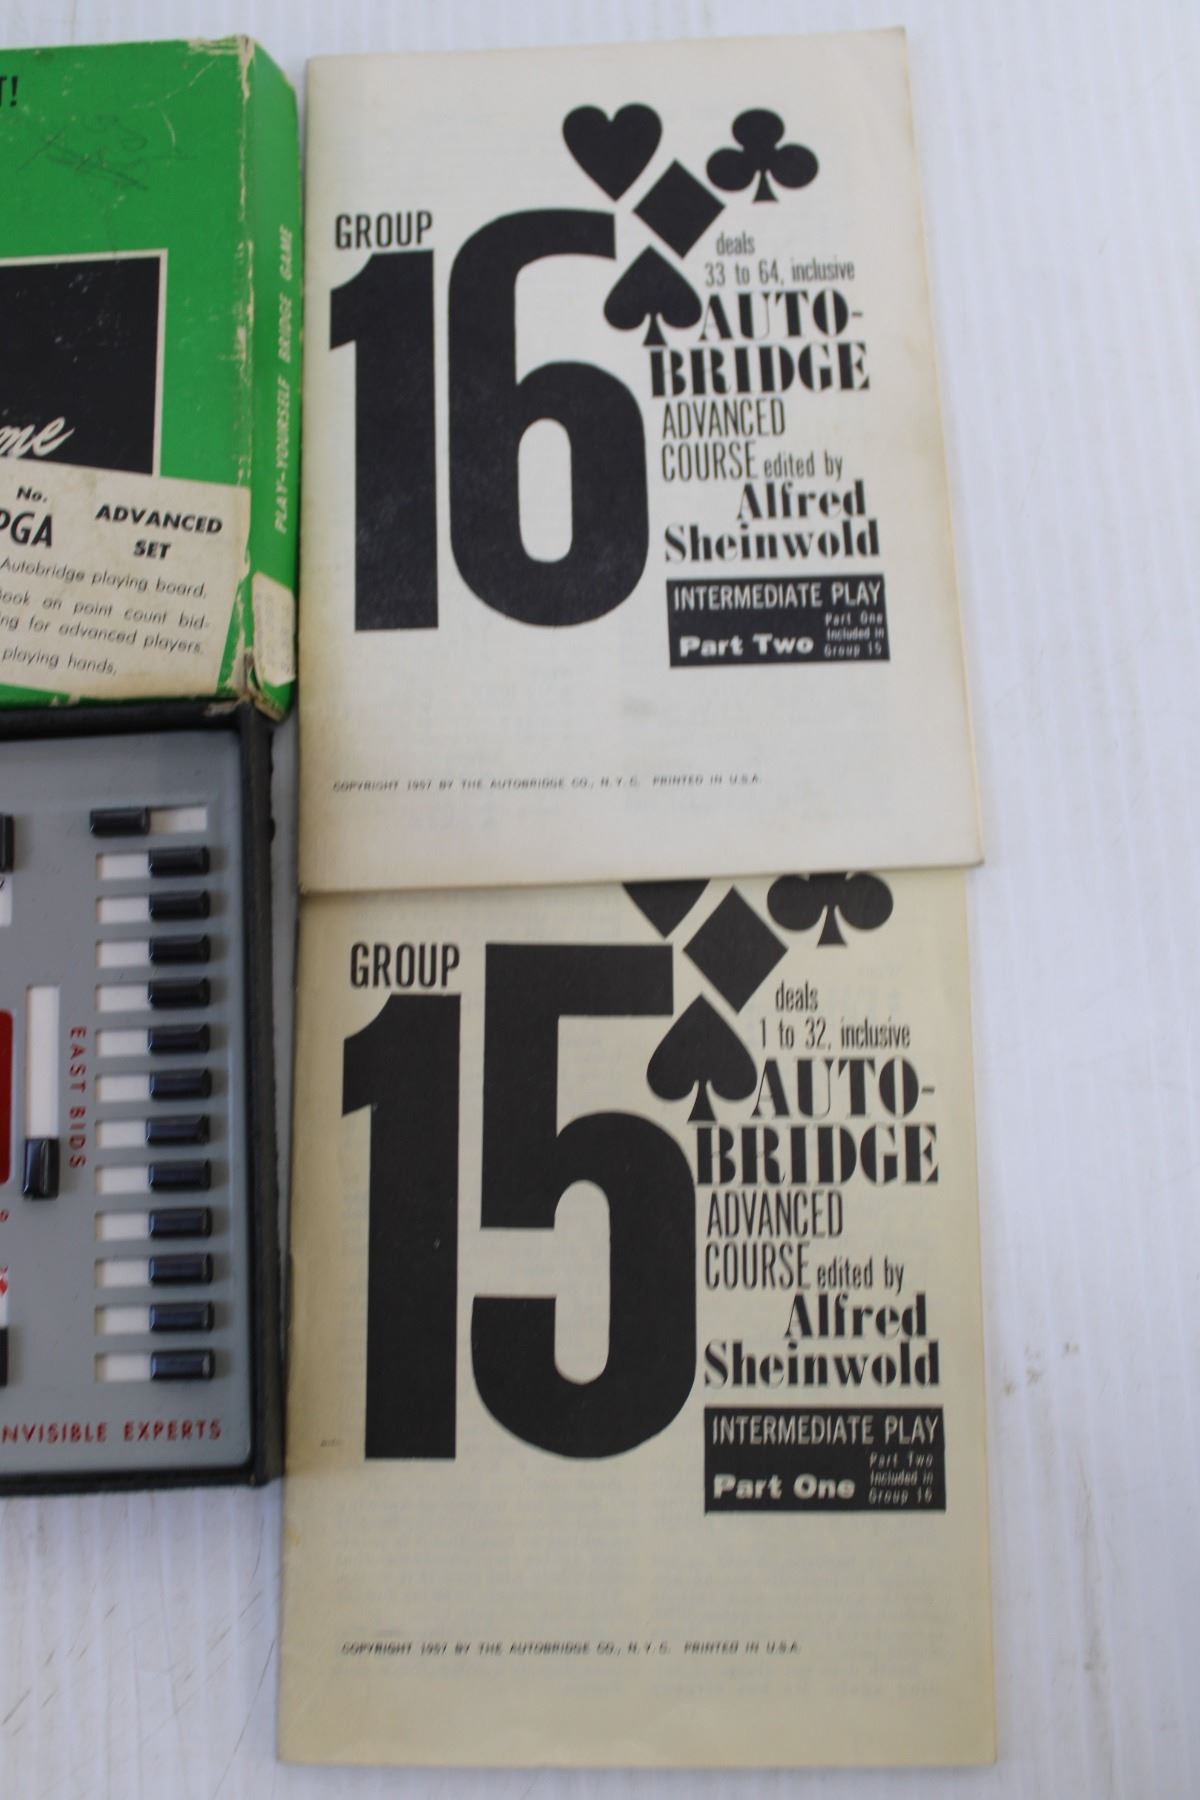 T!
me
No.
PGA
ADVANCED
SET
Autobridge playing board,
Book on point count bid-
ing for advanced players.
playing hands,
PLAY-YOURSELF BRIDGE GAME
EAST BIDS
NVISIBLE EXPERTS
GROUP
16
deals
33 to 64, inclusive
AUTO-
BRIDGE
ADVANCED
COURSE edited by
Alfred
Sheinwold
INTERMEDIATE PLAY
Part Two
Part One
Included in
Group 15
COPYRIGHT 1957 BY THE AUTOBRIDGE CO., N.Y.C. PRINTED IN U.S.A.
GROUP
15
deals
1 to 32, inclusive
AUTO-
BRIDGE
ADVANCED
COURSE edited by
Alfred
Sheinwold
INTERMEDIATE PLAY
Part One
Part Two
Included in
Group 16
COPYRIGHT 1957 BY THE AUTOBRIDGE CO., N.Y.C. PRINTED IN U.S.A.